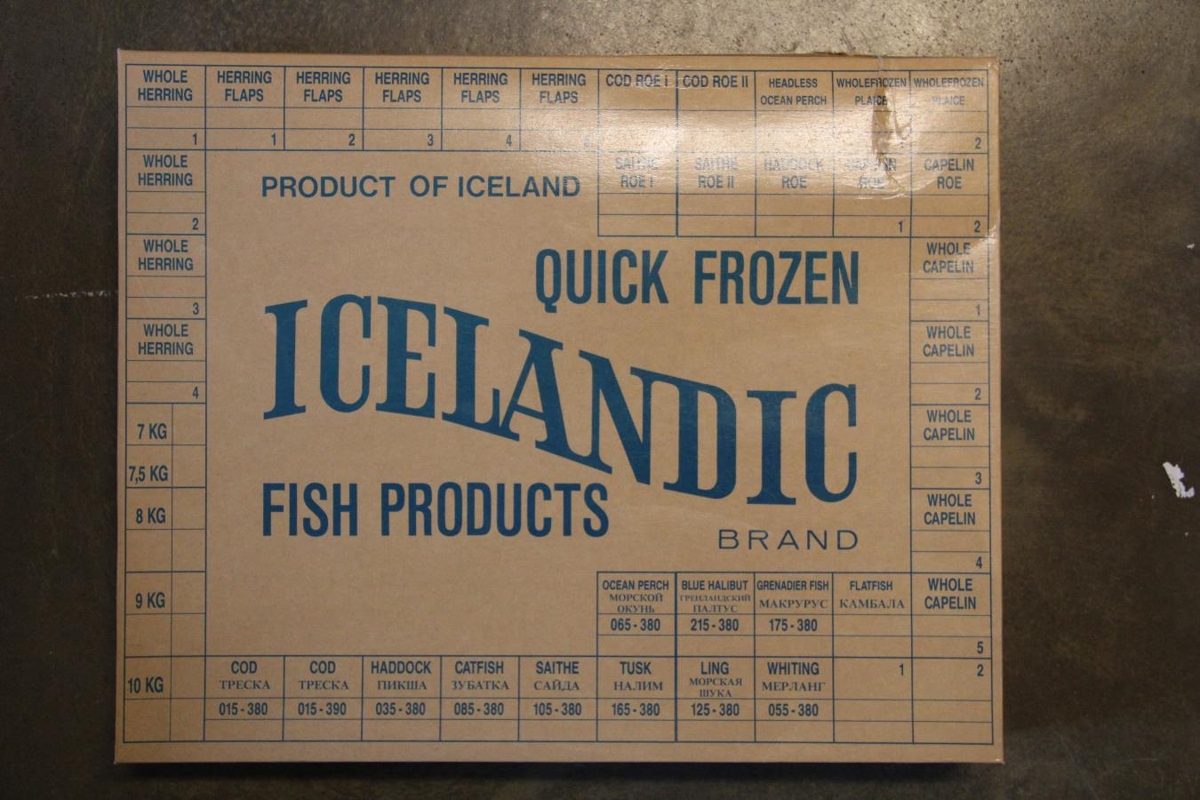 WHOLE HERRING 1
HERRING FLAPS 1
HERRING FLAPS 2
HERRING FLAPS 3
HERRING FLAPS 4
HERRING FLAPS
COD ROE I
COD ROE II
HEADLESS OCEAN PERCH
WHOLEFROZEN PLAICE
WHOLEFROZEN PLAICE 2
WHOLE HERRING 2
PRODUCT OF ICELAND
SAITHE ROE I
SAITHE ROE II
HADDOCK ROE
ROE 1
CAPELIN ROE 2
WHOLE HERRING 3
QUICK FROZEN
WHOLE CAPELIN 1
WHOLE HERRING 4
ICELANDIC
WHOLE CAPELIN 2
7 KG
WHOLE CAPELIN 3
7,5 KG
8 KG
FISH PRODUCTS
BRAND
WHOLE CAPELIN 4
9 KG
OCEAN PERCH
МОРСКОЙ
ОКУНЬ
065-380
BLUE HALIBUT
ГРЕНЛАНДСКИЙ
ПАЛТУС
215-380
GRENADIER FISH
МАКРУРУС
175-380
FLATFISH
КАМБАЛА
WHOLE CAPELIN 5
10 KG
COD
ТРЕСКА
015-380
COD
ТРЕСКА
015-390
HADDOCK
ПИКША
035-380
CATFISH
ЗУБАТКА
085-380
SAITHE
САЙДА
105-380
TUSK
НАЛИМ
165-380
LING
МОРСКАЯ
ЩУКА
125-380
WHITING
МЕРЛАНГ
055-380
1
2